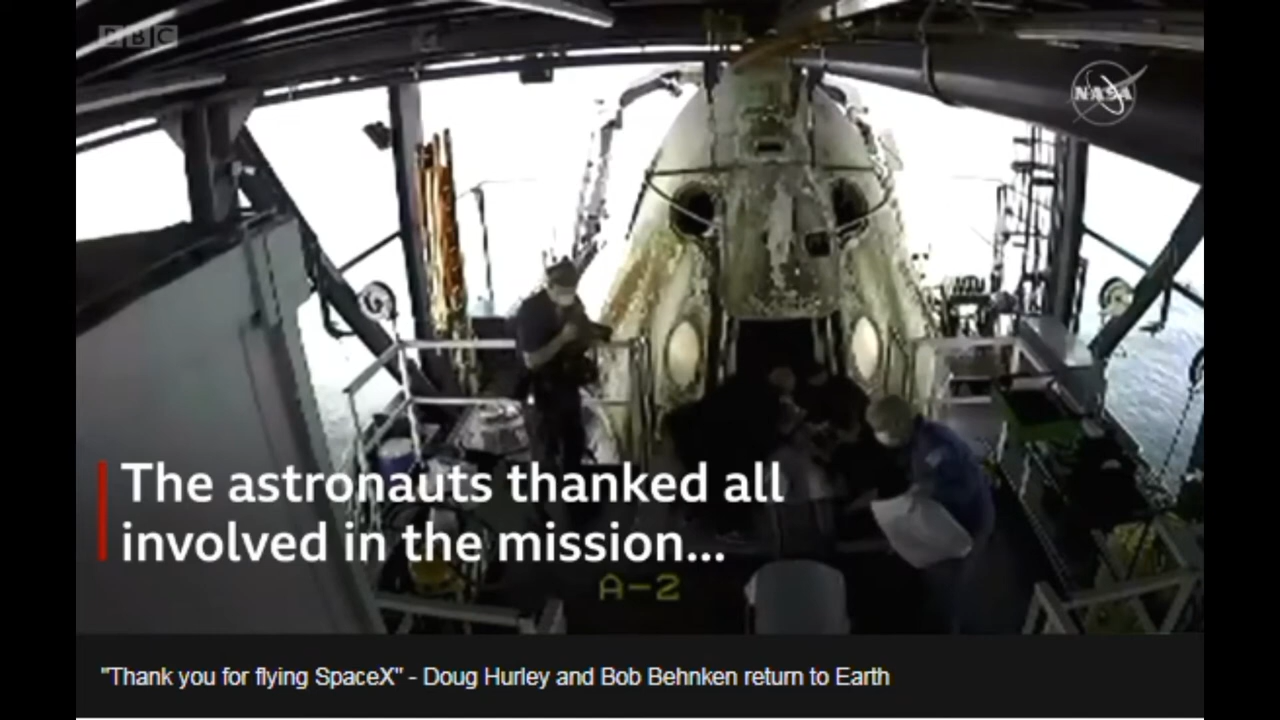 BBC
NASA
The astronauts thanked all
involved in the mission...
A-2
"Thank you for flying SpaceX" - Doug Hurley and Bob Behnken return to Earth